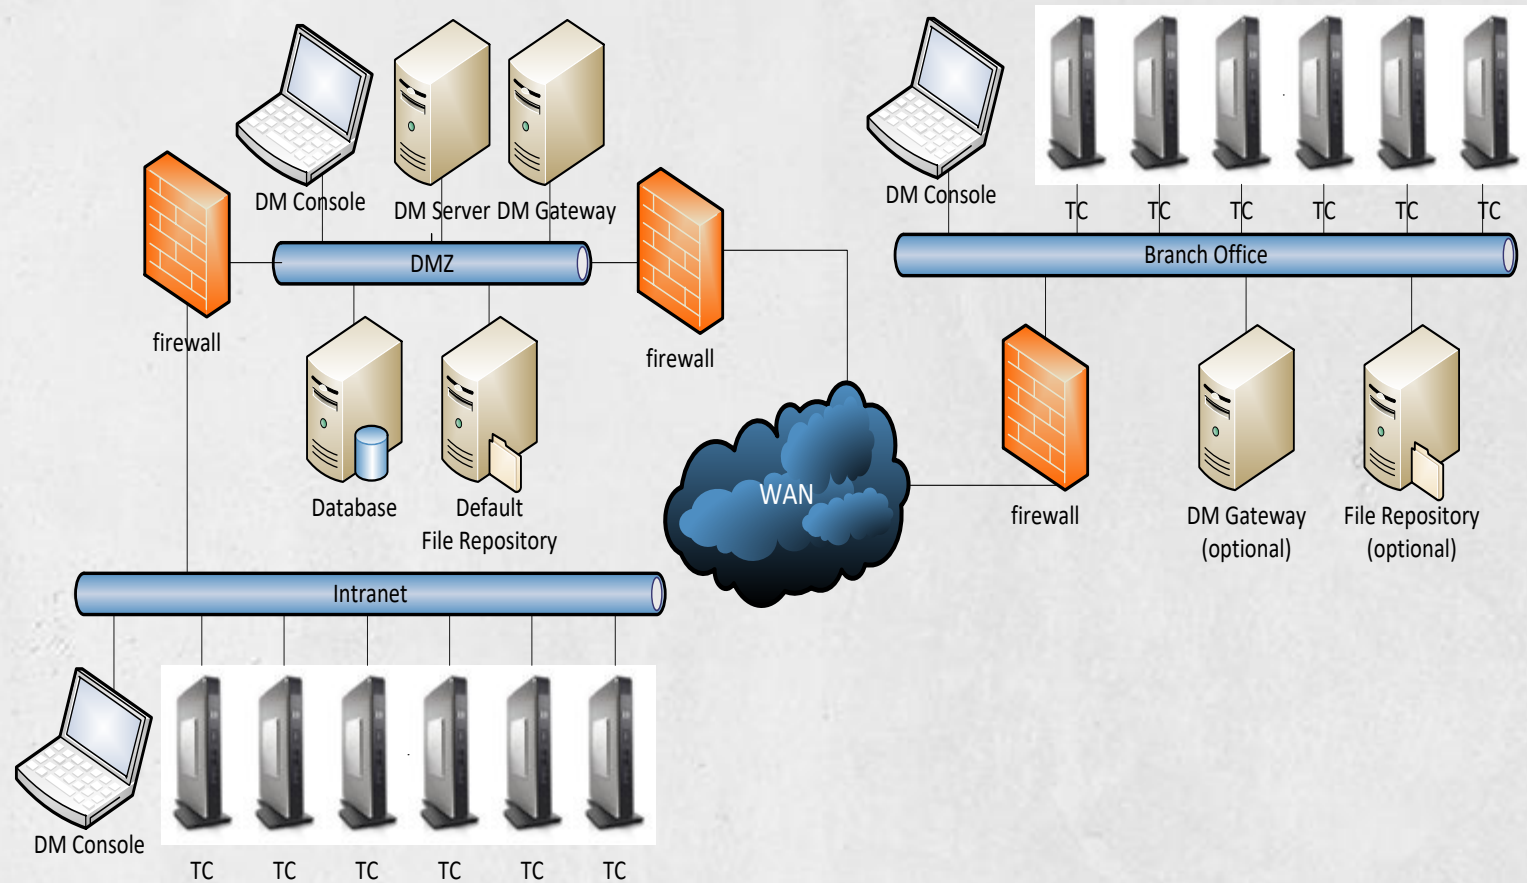 DM Console
DM Server
DM Gateway
DMZ
firewall
firewall
Database
Default
File Repository
Intranet
DM Console
TC
TC
TC
TC
TC
TC
WAN
DM Console
TC
TC
TC
TC
TC
TC
Branch Office
firewall
DM Gateway
(optional)
File Repository
(optional)